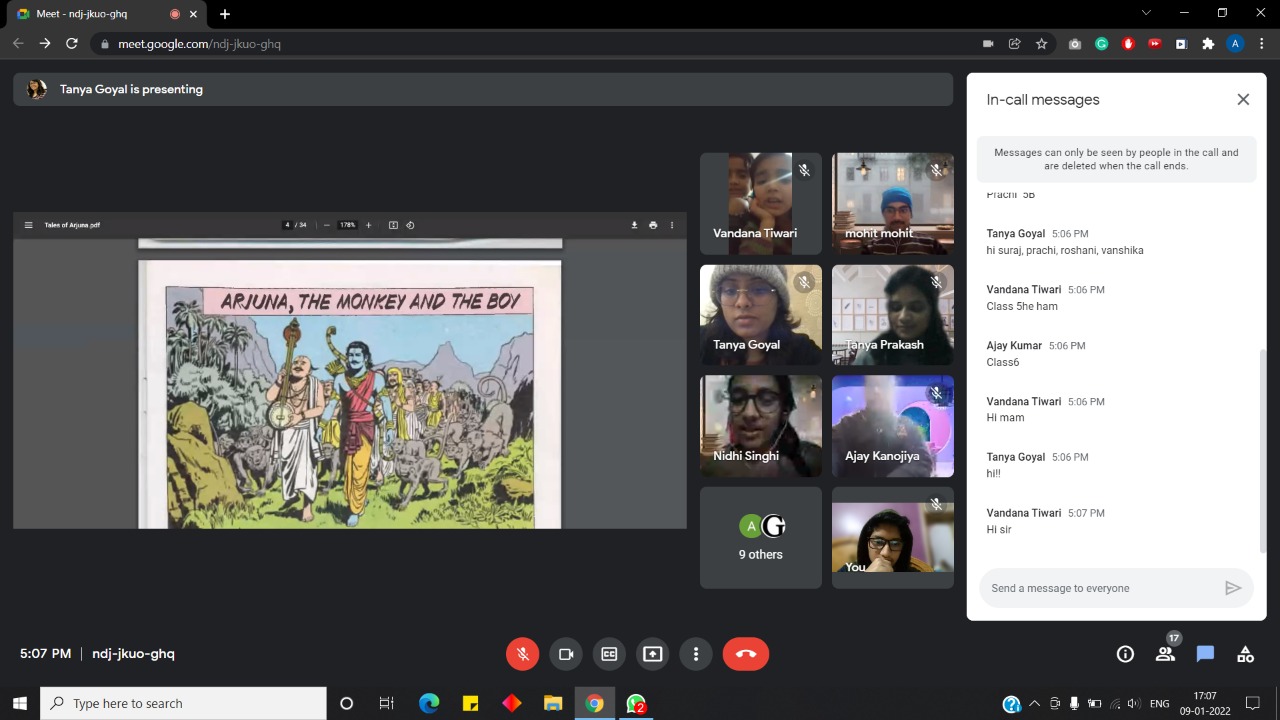 Meet - ndj-jkuo-ghq
meet.google.com/ndj-jkuo-ghq
A
Tanya Goyal is presenting
Tales of Arjuna.pdf
4 / 34
178%
ARJUNA, THE MONKEY AND THE BOY
Vandana Tiwari
mohit mohit
Tanya Goyal
Tanya Prakash
Nidhi Singhi
Ajay Kanojiya
A G
9 others
You
In-call messages
Messages can only be seen by people in the call and
are deleted when the call ends.
Prachi 5B
Tanya Goyal 5:06 PM
hi suraj, prachi, roshani, vanshika
Vandana Tiwari 5:06 PM
Class 5he ham
Ajay Kumar 5:06 PM
Class6
Vandana Tiwari 5:06 PM
Hi mam
Tanya Goyal 5:06 PM
hi!!
Vandana Tiwari 5:07 PM
Hi sir
Send a message to everyone
5:07 PM | ndj-jkuo-ghq
CC
17
Type here to search
2
ENG
17:07
09-01-2022